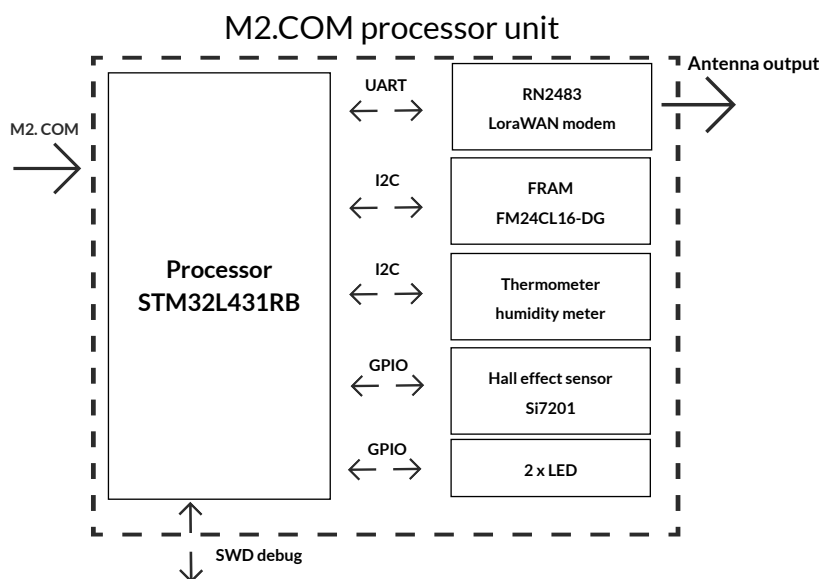 M2.COM processor unit
Antenna output
UART
RN2483
LoraWAN modem
M2. COM
I2C
FRAM
FM24CL16-DG
Processor
STM32L431RB
I2C
Thermometer
humidity meter
GPIO
Hall effect sensor
Si7201
GPIO
2 x LED
SWD debug